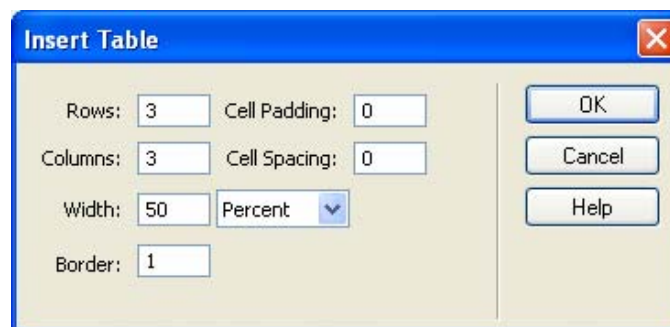 Insert Table
Rows: 3 Cell Padding: 0 OK
Columns: 3 Cell Spacing: 0 Cancel
Width: 50 Percent Help
Border: 1